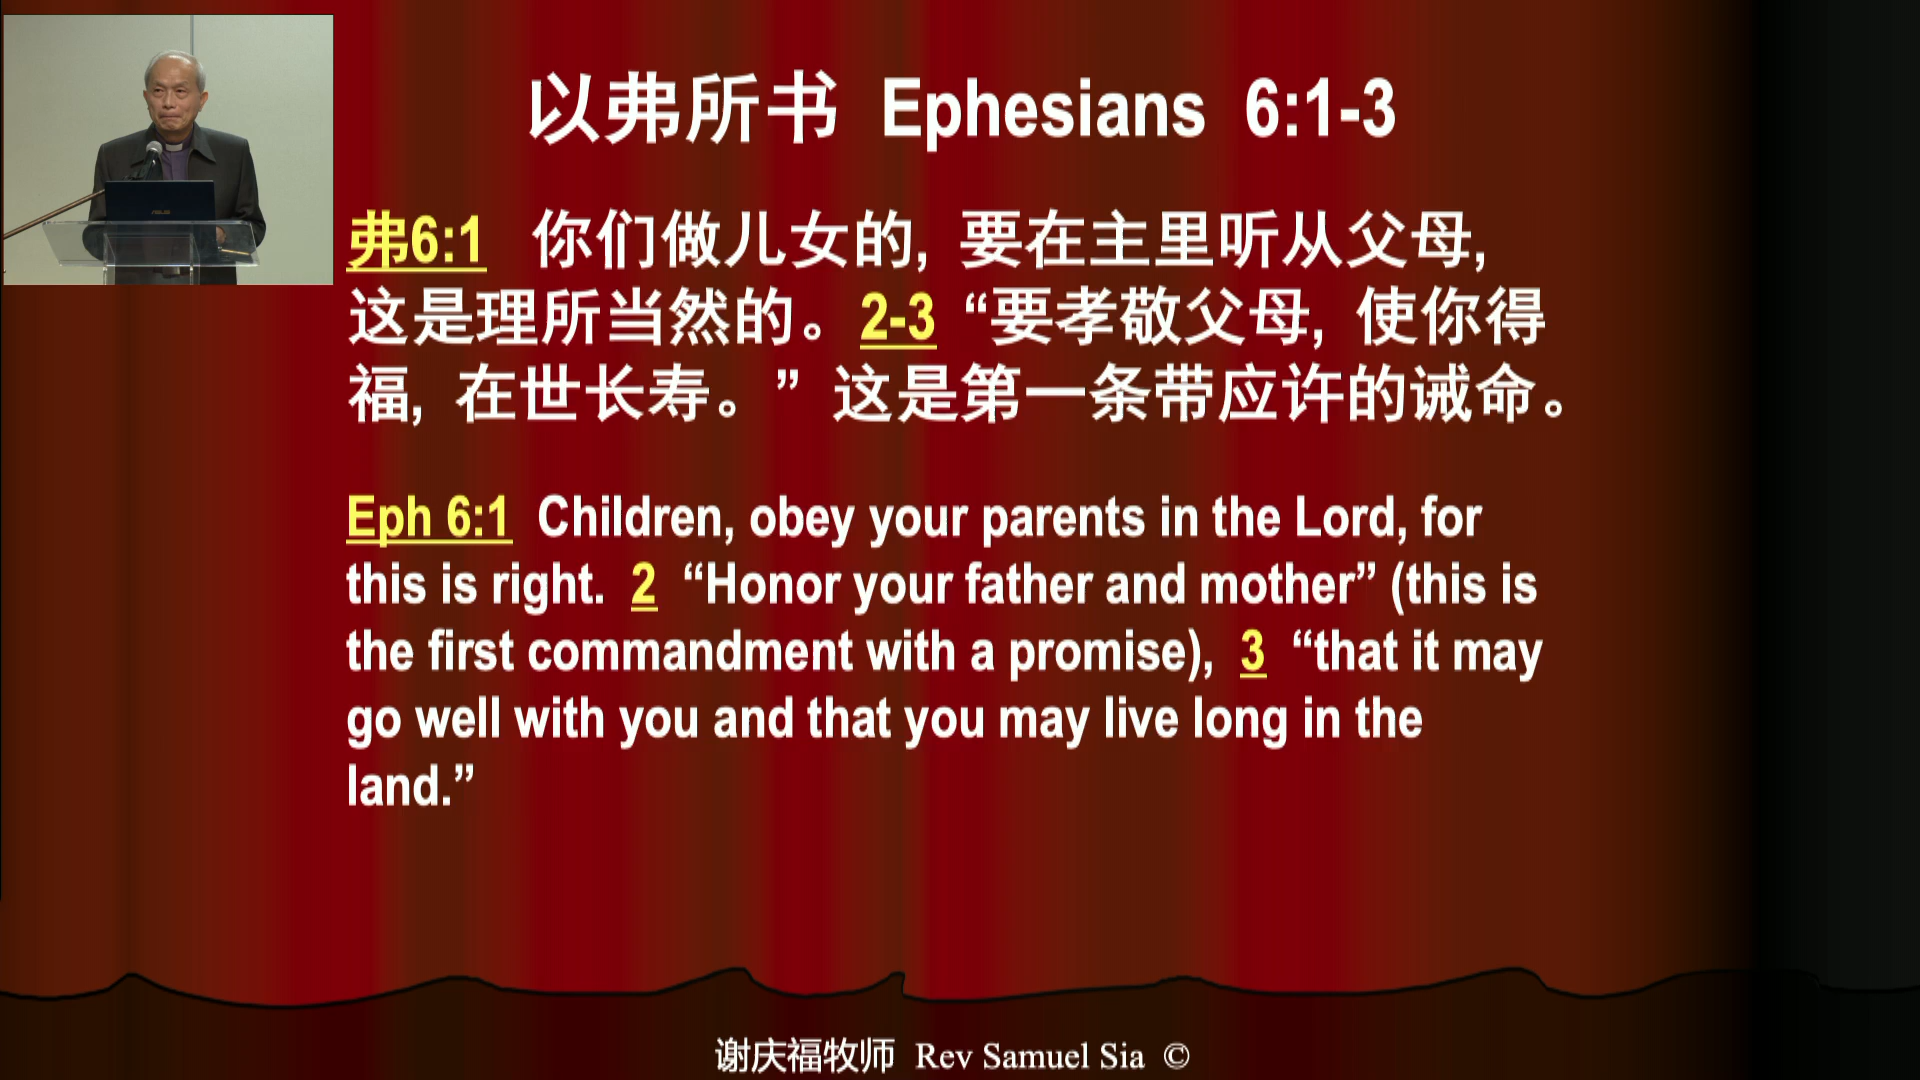 以弗所书 Ephesians 6:1-3
弗6:1 你们做儿女的, 要在主里听从父母,
这是理所当然的。 2-3 “要孝敬父母, 使你得
福, 在世长寿。” 这是第一条带应许的诫命。
Eph 6:1 Children, obey your parents in the Lord, for
this is right. 2 “Honor your father and mother” (this is
the first commandment with a promise), 3 “that it may
go well with you and that you may live long in the
land.”
谢庆福牧师 Rev Samuel Sia ©